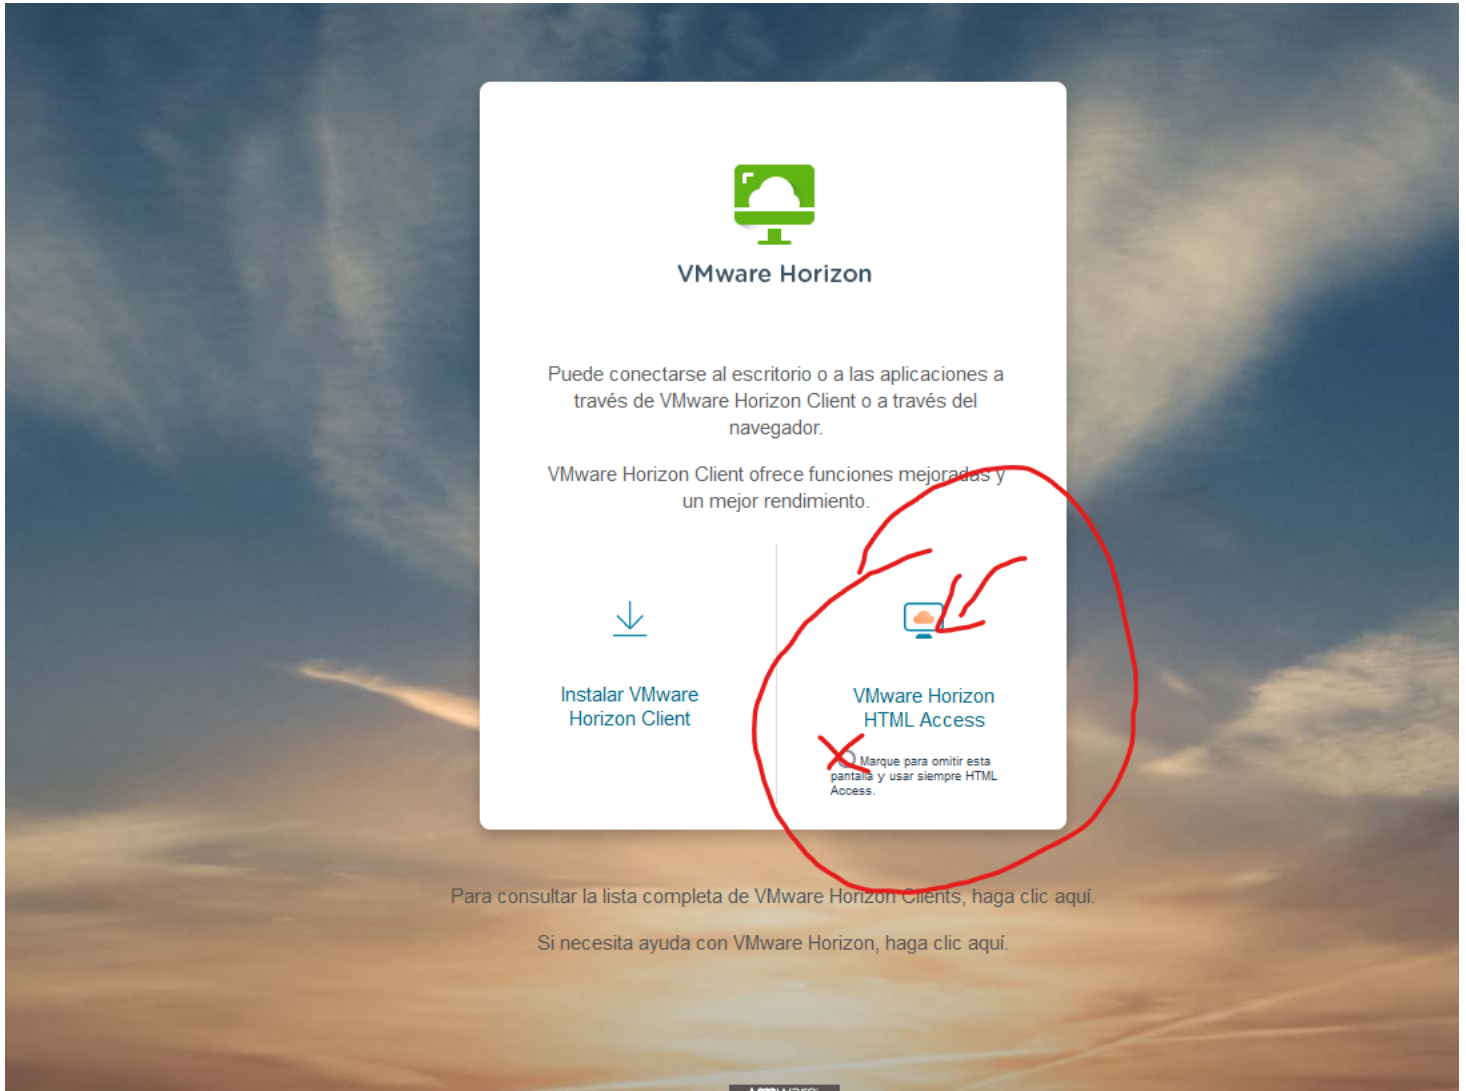 VMware Horizon
Puede conectarse al escritorio o a las aplicaciones a
través de VMware Horizon Client o a través del
navegador.
VMware Horizon Client ofrece funciones mejoradas y
un mejor rendimiento.
Instalar VMware
Horizon Client
VMware Horizon
HTML Access
Marque para omitir esta
pantalla y usar siempre HTML
Access.
Para consultar la lista completa de VMware Horizon Clients, haga clic aquí.
Si necesita ayuda con VMware Horizon, haga clic aquí.
vmware